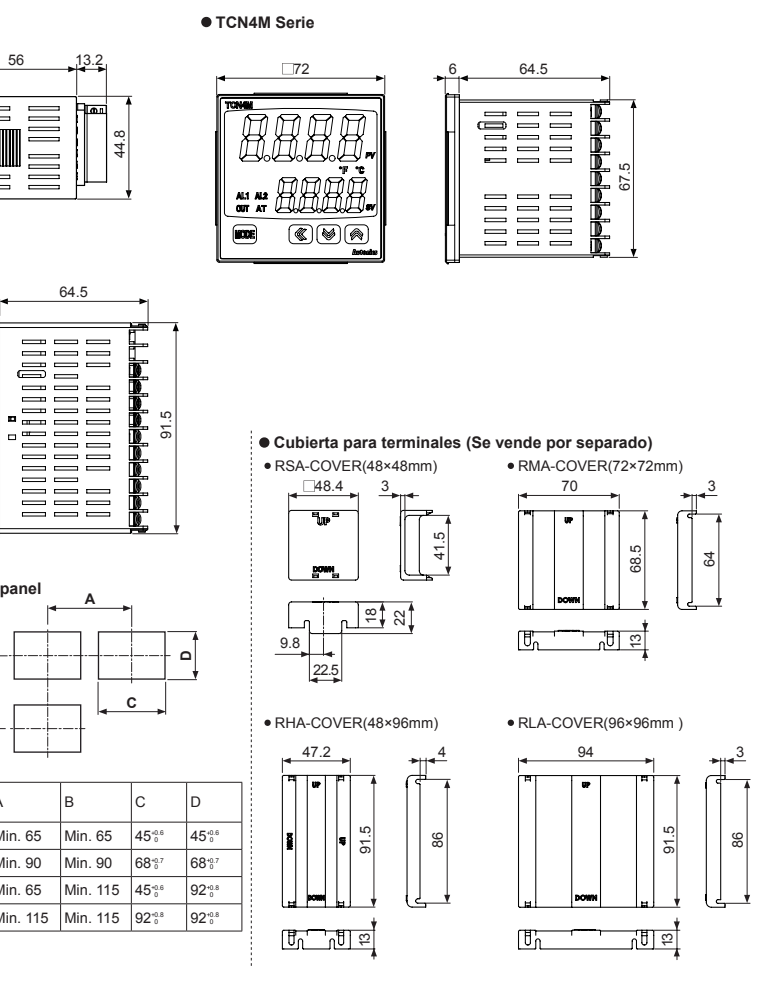 ● TCN4M Serie
56
13.2
44.8
□72
TCN4M
PV
°F °C
AL1 AL2
OUT AT
SV
MODE
Autonics
6
64.5
67.5
64.5
91.5
● Cubierta para terminales (Se vende por separado)
● RSA-COVER(48×48mm)
□48.4
3
UP
DOWN
41.5
18
22
9.8
22.5
● RMA-COVER(72×72mm)
70
3
UP
DOWN
68.5
64
13
panel
A
D
C
● RHA-COVER(48×96mm)
47.2
4
UP
DOWN
UP
DOWN
91.5
86
13
● RLA-COVER(96×96mm )
94
3
UP
DOWN
91.5
86
13
B C D
Min. 65 Min. 65 45+0.6 0 45+0.6 0
Min. 90 Min. 90 68+0.7 0 68+0.7 0
Min. 65 Min. 115 45+0.6 0 92+0.8 0
Min. 115 Min. 115 92+0.8 0 92+0.8 0